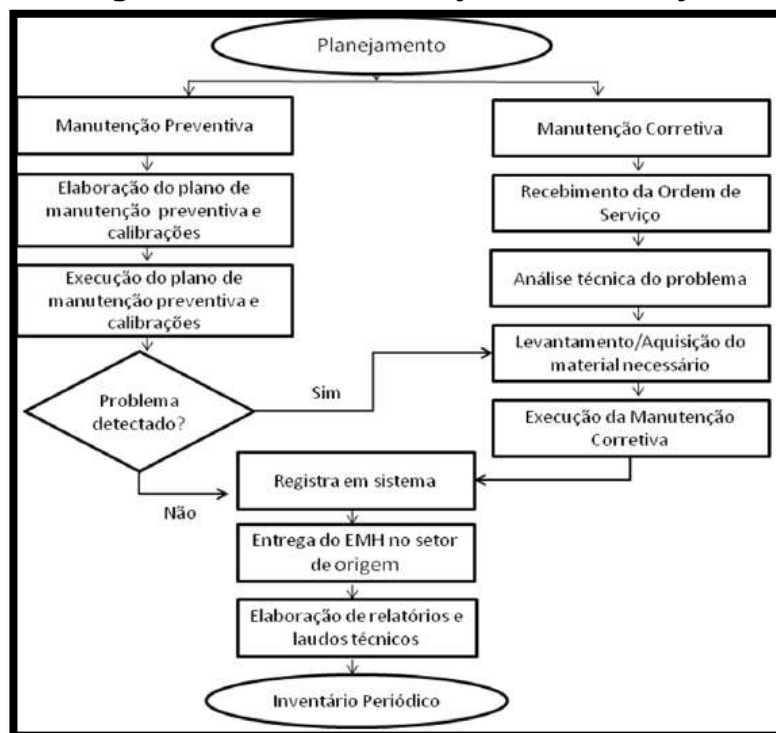 Planejamento
Manutenção Preventiva
Manutenção Corretiva
Elaboração do plano de
manutenção preventiva e
calibrações
Recebimento da Ordem de
Serviço
Execução do plano de
manutenção preventiva e
calibrações
Análise técnica do problema
Levantamento/Aquisição do
material necessário
Problema
detectado?
Sim
Execução da Manutenção
Corretiva
Não
Registra em sistema
Entrega do EMH no setor
de origem
Elaboração de relatórios e
laudos técnicos
Inventário Periódico